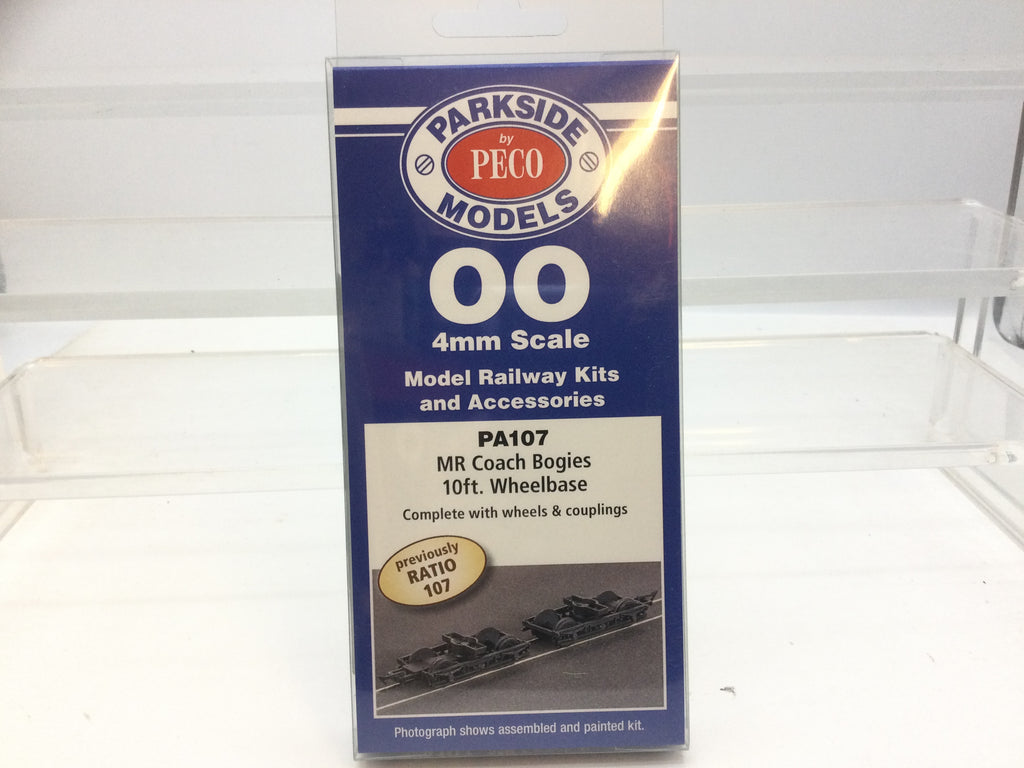 PARKSIDE
by
PECO
MODELS
OO
4mm Scale
Model Railway Kits
and Accessories
PA107
MR Coach Bogies
10ft. Wheelbase
Complete with wheels & couplings
previously
RATIO
107
Photograph shows assembled and painted kit.